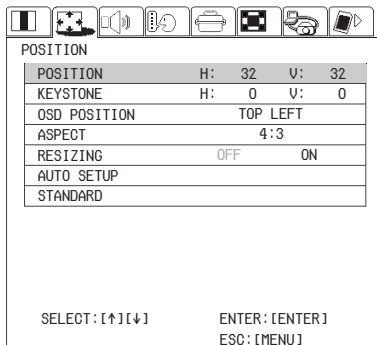 POSITION
POSITION H: 32 V: 32
KEYSTONE H: 0 V: 0
OSD POSITION TOP LEFT
ASPECT 4:3
RESIZING OFF ON
AUTO SETUP
STANDARD
SELECT:[↑][↓] ENTER:[ENTER]
ESC:[MENU]